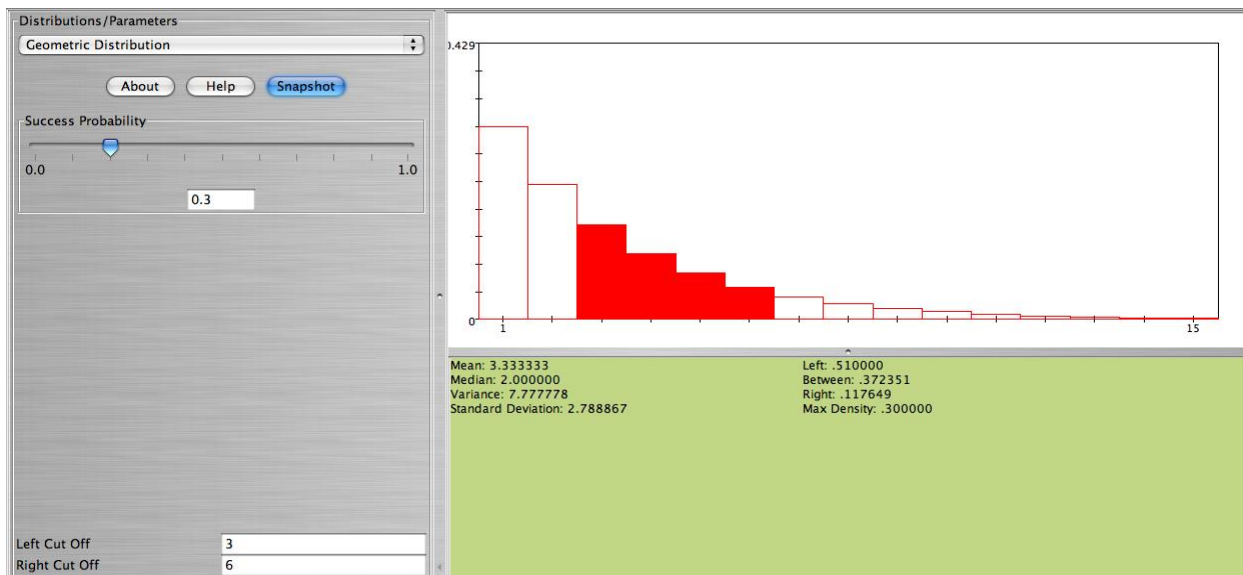 Distributions/Parameters
Geometric Distribution
About Help Snapshot
Success Probability
0.0 1.0
0.3
Left Cut Off 3
Right Cut Off 6
0.429
0
1 15
Mean: 3.333333
Median: 2.000000
Variance: 7.777778
Standard Deviation: 2.788867
Left: .510000
Between: .372351
Right: .117649
Max Density: .300000